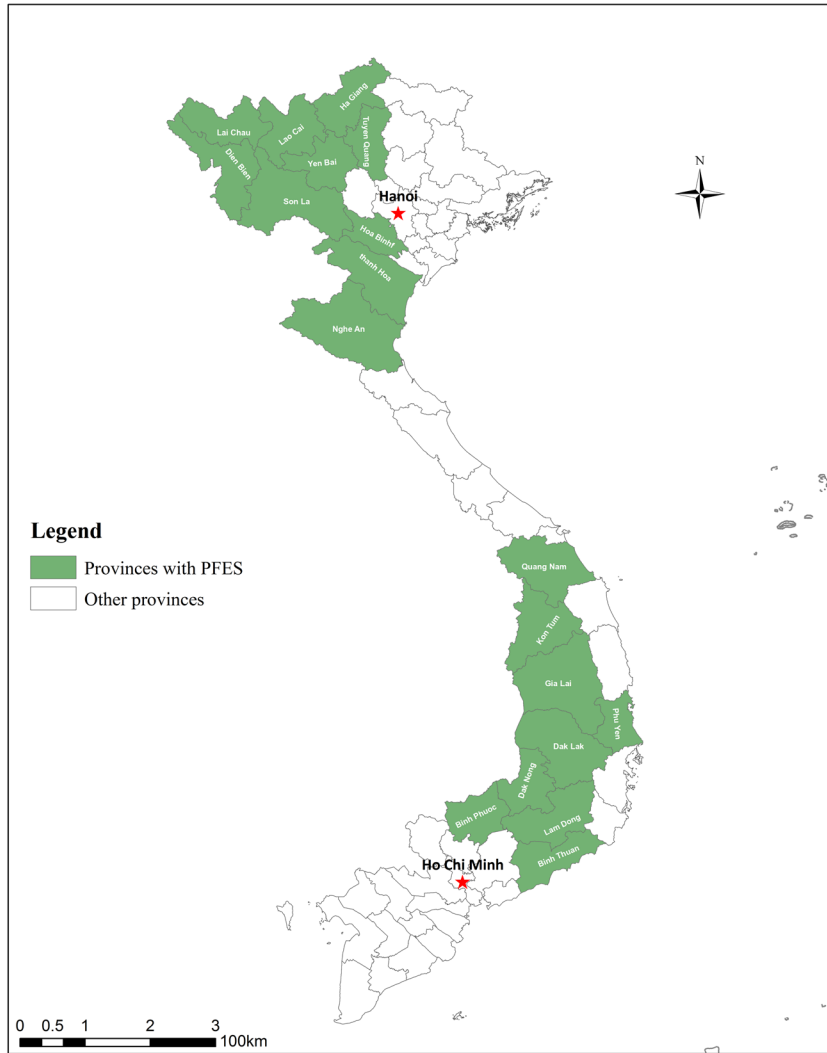 Ha Giang
Lai Chau
Lao Cai
Tuyen Quang
Dien Bien
Yen Bai
Hanoi
Son La
N
Hoa Binhf
thanh Hoa
Nghe An
Legend
Provinces with PFES
Other provinces
Quang Nam
Kon Tum
Gia Lai
Phu Yen
Dak Lak
Dak Nong
Binh Phuoc
Lam Dong
Binh Thuan
Ho Chi Minh
0 0.5 1 2 3
100km